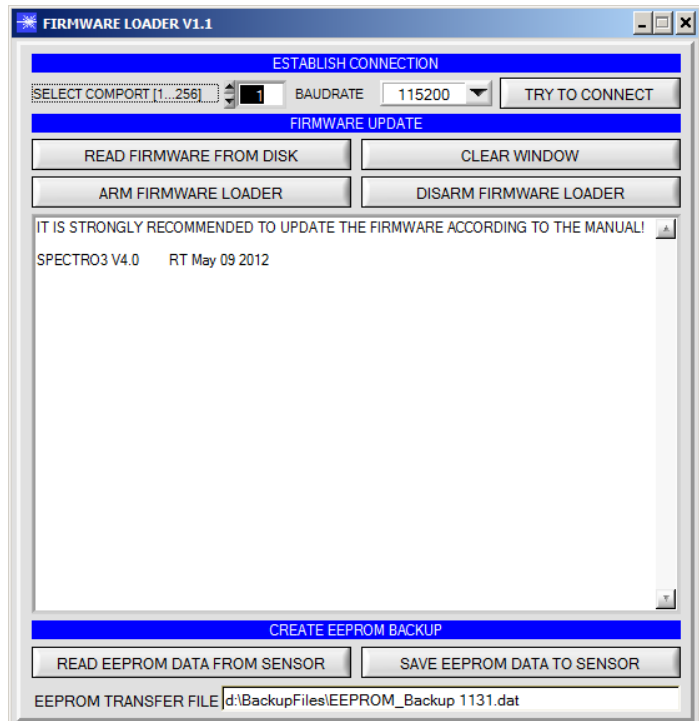 FIRMWARE LOADER V1.1
ESTABLISH CONNECTION
SELECT COMPORT [1...256] 1 BAUDRATE 115200 TRY TO CONNECT
FIRMWARE UPDATE
READ FIRMWARE FROM DISK CLEAR WINDOW
ARM FIRMWARE LOADER DISARM FIRMWARE LOADER
IT IS STRONGLY RECOMMENDED TO UPDATE THE FIRMWARE ACCORDING TO THE MANUAL!
SPECTRO3 V4.0 RT May 09 2012
CREATE EEPROM BACKUP
READ EEPROM DATA FROM SENSOR SAVE EEPROM DATA TO SENSOR
EEPROM TRANSFER FILE d:\BackupFiles\EEPROM_Backup 1131.dat